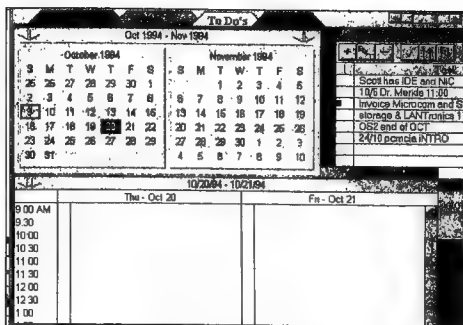 To Do's
Oct 1994 - Nov 1994
October 1994
S M T W T F S
25 26 27 28 29 30 1
2 3 4 5 6 7 8
9 10 11 12 13 14 15
16 17 18 19 20 21 22
23 24 25 26 27 28 29
30 31
November 1994
S M T W T F S
1 2 3 4 5
6 7 8 9 10 11 12
13 14 15 16 17 18 19
20 21 22 23 24 25 26
27 28 29 30 1 2 3
4 5 6 7 8 9 10
Scott has IDE and NIC
10/5 Dr. Merids 11:00
Invoice Microcom and S
storage & LANTronics 1
OS2 end of OCT
24/10 INTRO
10/20/94 - 10/21/94
Thu - Oct 20
Fri - Oct 21
9:00 AM
9:30
10:00
10:30
11:00
11:30
12:00
12:30
1:00